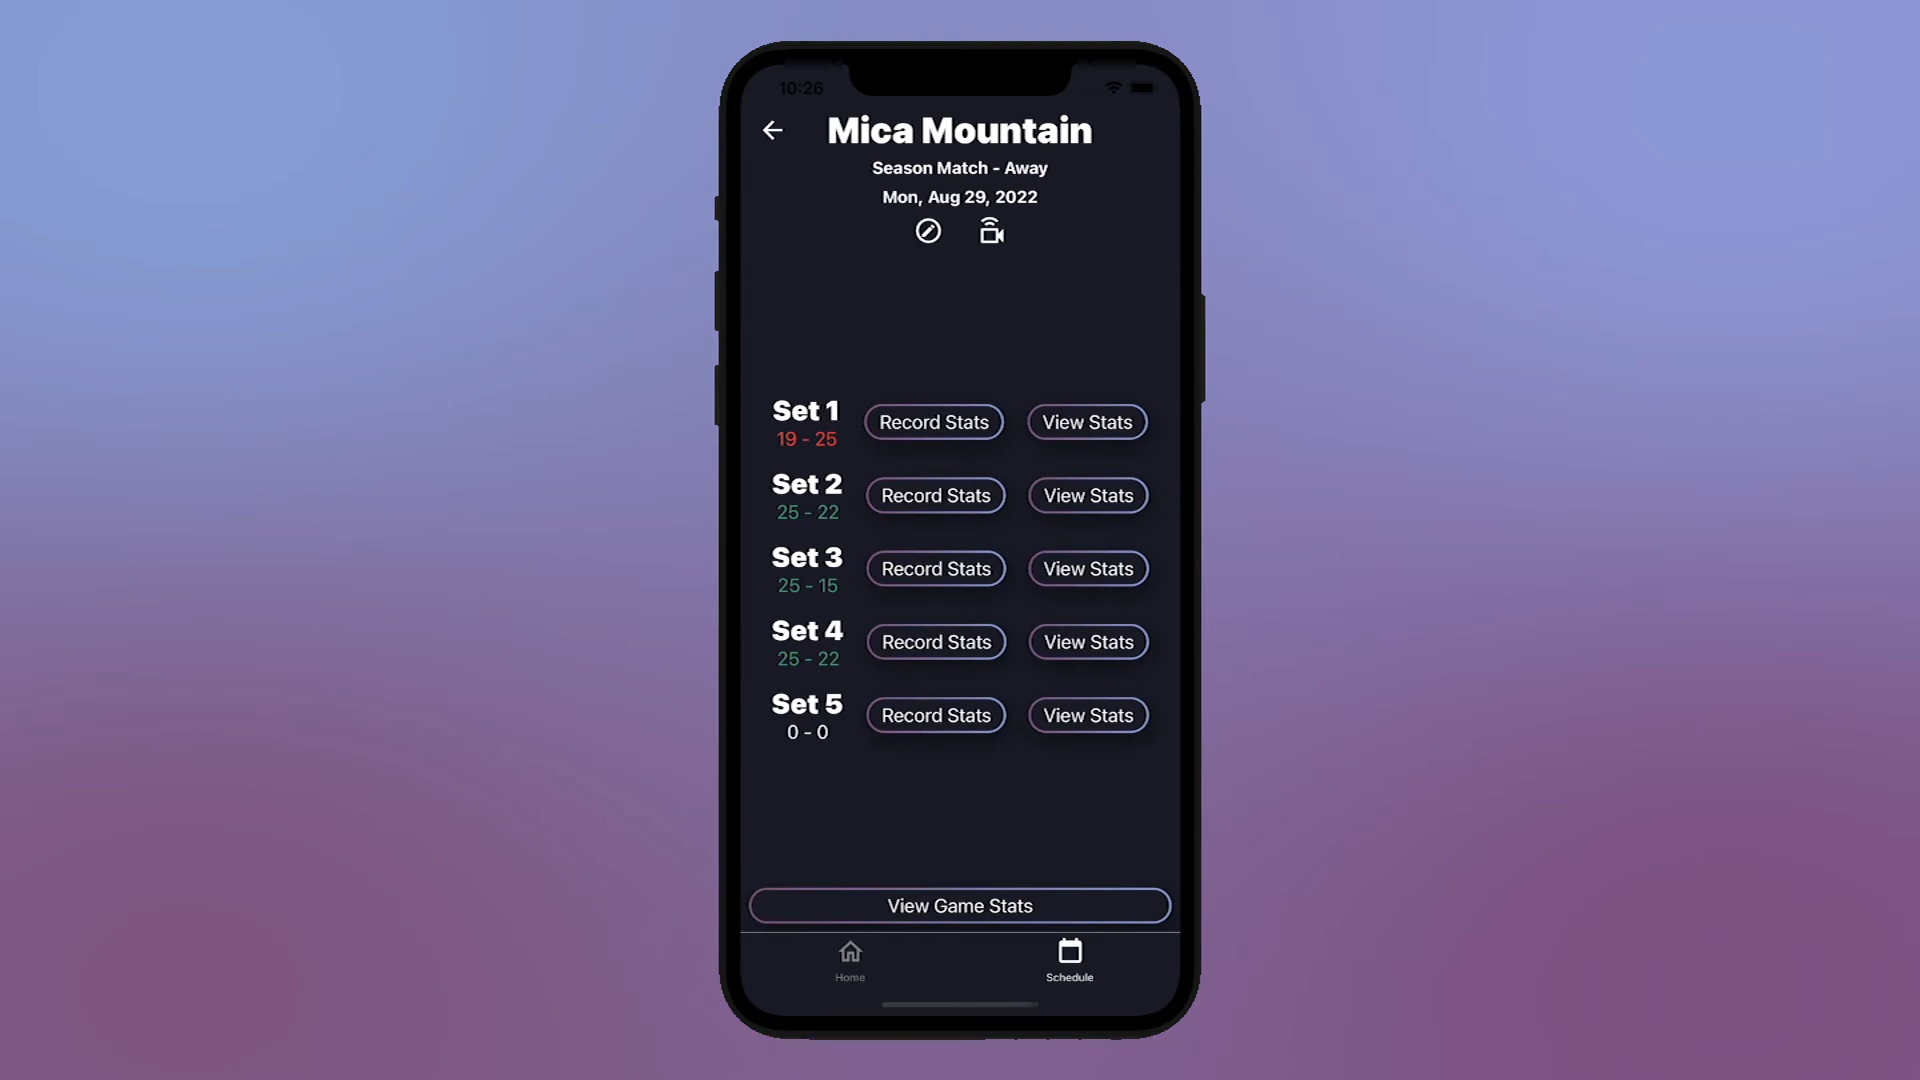 10:26
Mica Mountain
Season Match - Away
Mon, Aug 29, 2022
Set 1
19 - 25
Record Stats
View Stats
Set 2
25 - 22
Record Stats
View Stats
Set 3
25 - 15
Record Stats
View Stats
Set 4
25 - 22
Record Stats
View Stats
Set 5
0 - 0
Record Stats
View Stats
View Game Stats
Home
Schedule